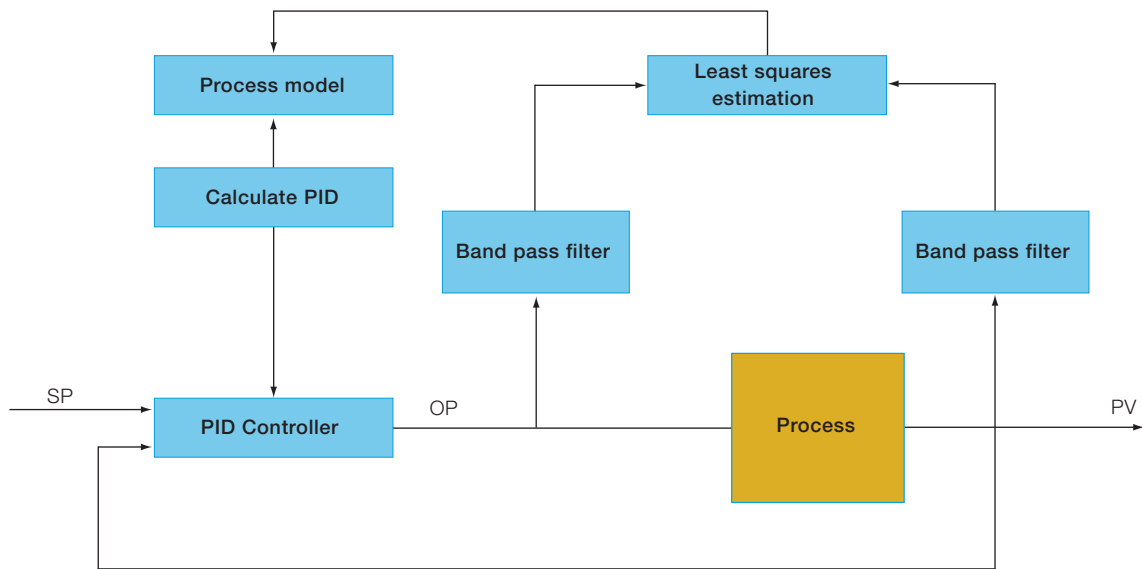 Process model
Least squares
estimation
Calculate PID
Band pass filter
Band pass filter
SP
PID Controller
OP
Process
PV